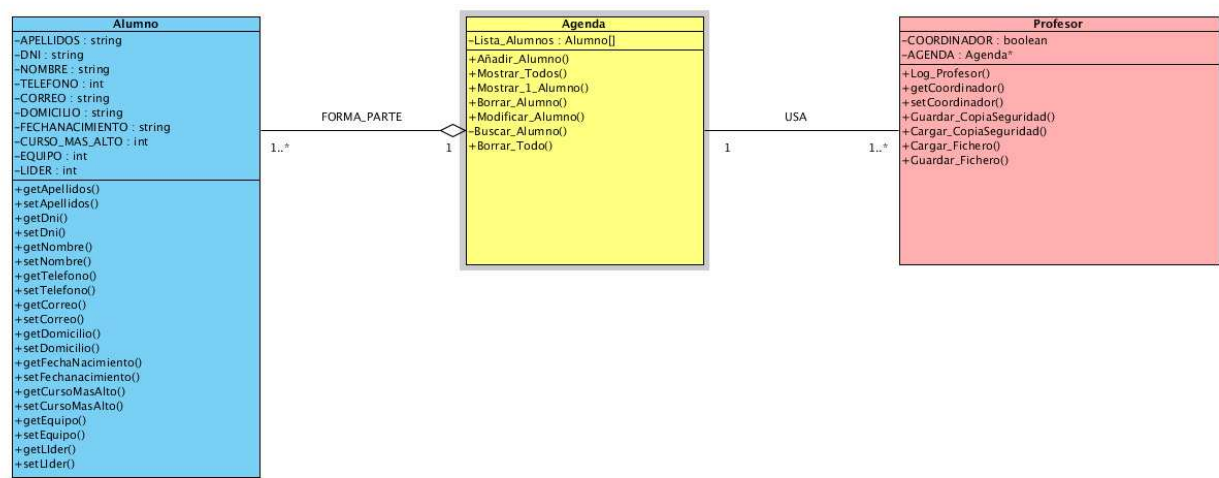 Alumno
-APELLIDOS : string
-DNI : string
-NOMBRE : string
-TELEFONO : int
-CORREO : string
-DOMICILIO : string
-FECHANACIMIENTO : string
-CURSO_MAS_ALTO : int
-EQUIPO : int
-LIDER : int
+getApellidos()
+setApellidos()
+getDni()
+setDni()
+getNombre()
+setNombre()
+getTelefono()
+setTelefono()
+getCorreo()
+setCorreo()
+getDomicilio()
+setDomicilio()
+getFechaNacimiento()
+setFechanacimiento()
+getCursoMasAlto()
+setCursoMasAlto()
+getEquipo()
+setEquipo()
+getLIder()
+setLIder()
FORMA_PARTE
1..*
1
Agenda
-Lista_Alumnos : Alumno[]
+Añadir_Alumno()
+Mostrar_Todos()
+Mostrar_1_Alumno()
+Borrar_Alumno()
+Modificar_Alumno()
-Buscar_Alumno()
+Borrar_Todo()
USA
1
1..*
Profesor
-COORDINADOR : boolean
-AGENDA : Agenda*
+Log_Profesor()
+getCoordinador()
+setCoordinador()
+Guardar_CopiaSeguridad()
+Cargar_CopiaSeguridad()
+Cargar_Fichero()
+Guardar_Fichero()